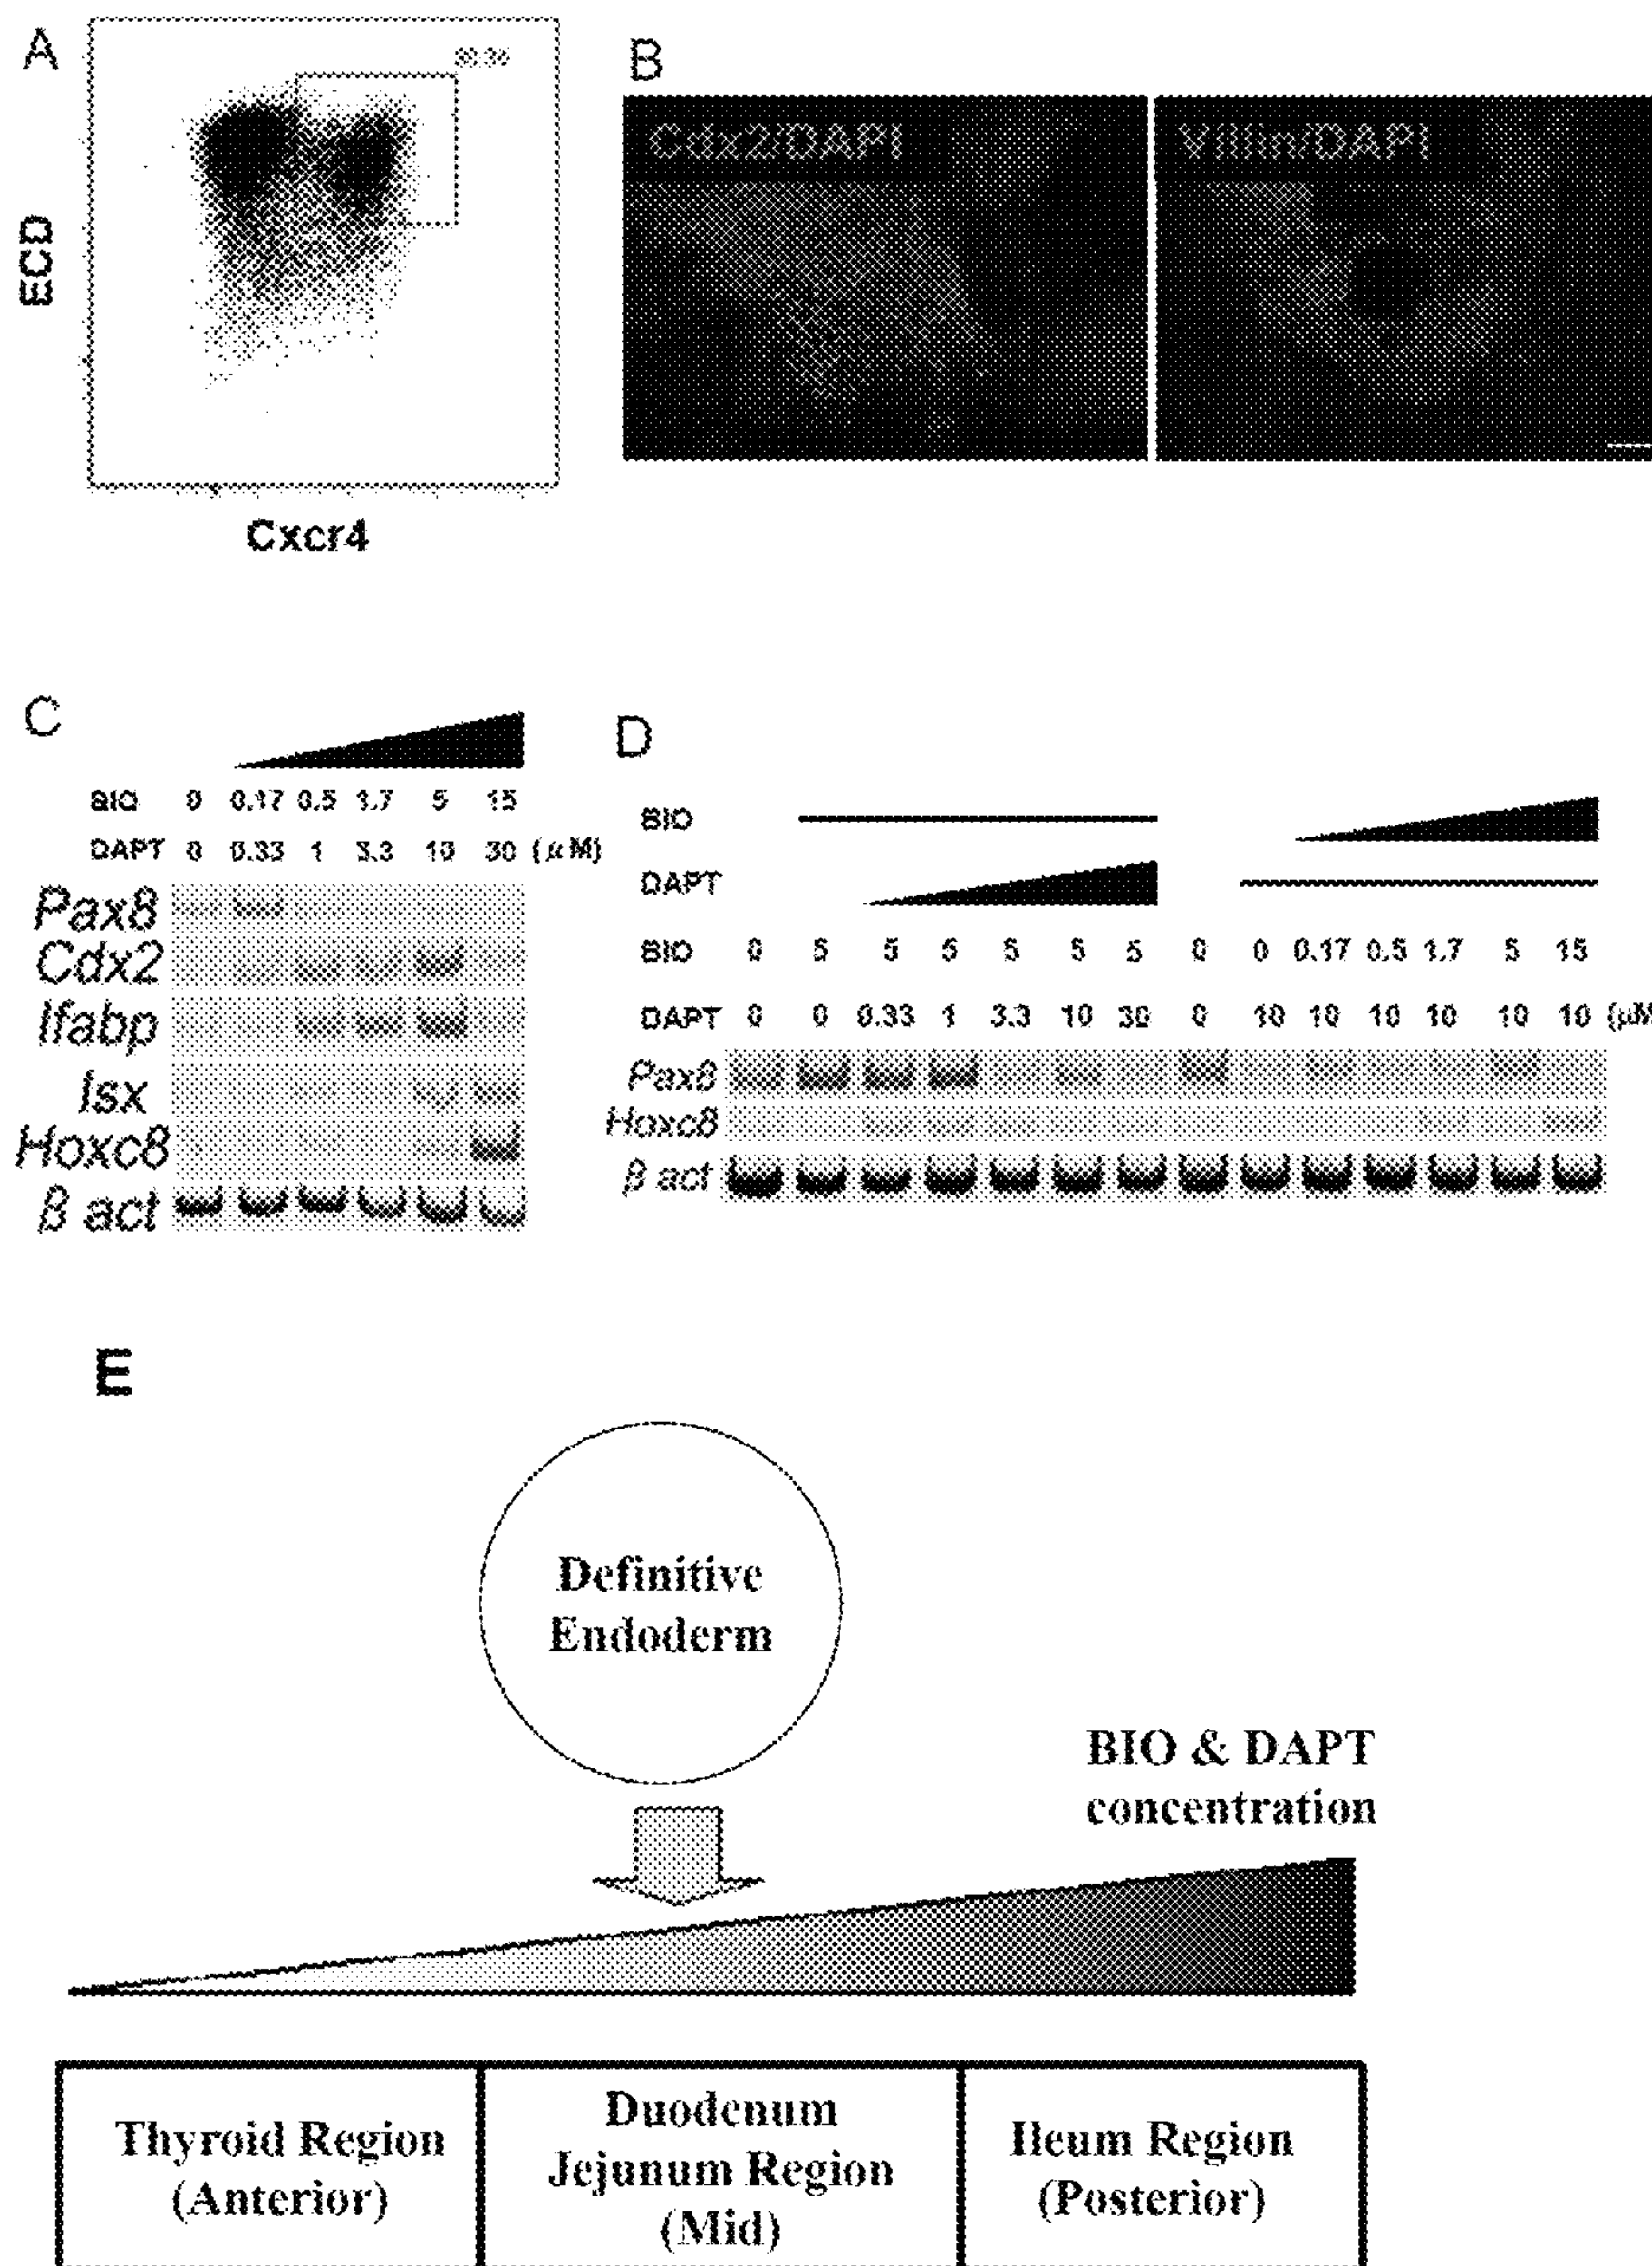 A
ECD
Cxcr4
B
Cdx2/DAPI
Villin/DAPI
C
BIO 0 0.17 0.5 1.7 5 15
DAPT 0 0.33 1 3.3 10 30 (μM)
Pax8
Cdx2
Ifabp
Isx
Hoxc8
β act
D
BIO
DAPT
BIO 0 5 5 5 5 5 5 0 0 0.17 0.5 1.7 5 15
DAPT 0 0 0.33 1 3.3 10 30 0 10 10 10 10 10 10 (μM
Pax8
Hoxc8
β act
E
Definitive
Endoderm
BIO & DAPT
concentration
Thyroid Region
(Anterior)
Duodenum
Jejunum Region
(Mid)
Ileum Region
(Posterior)